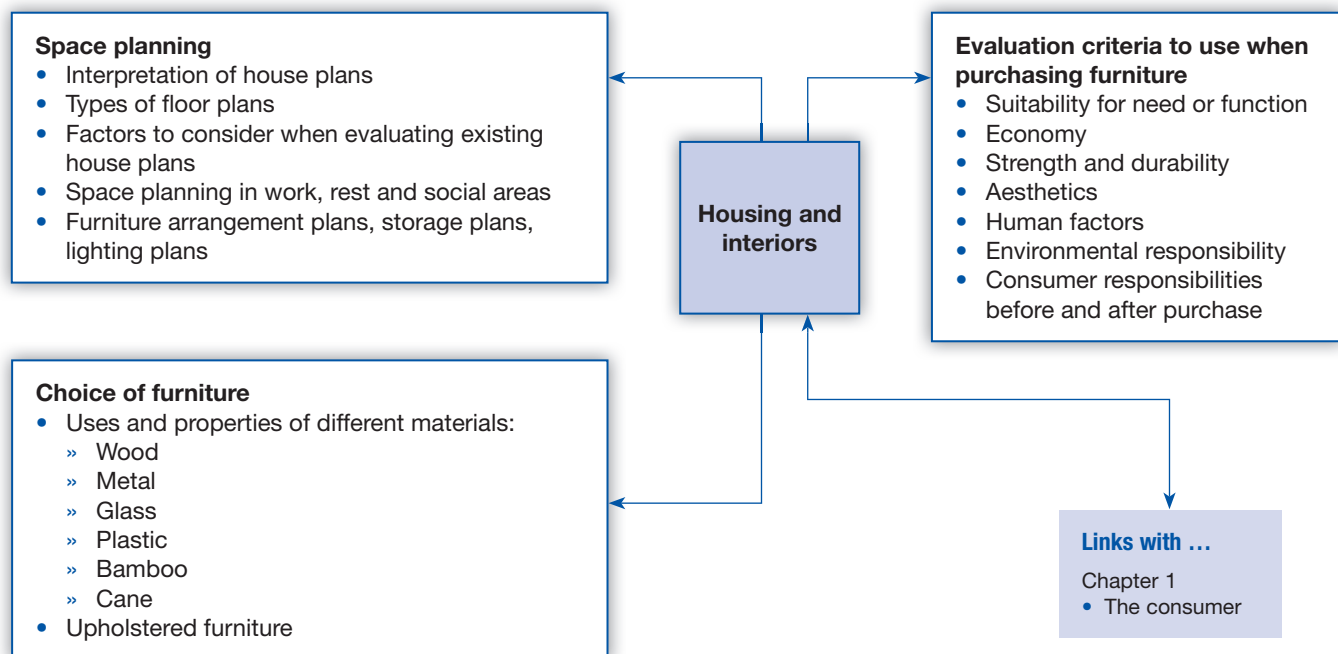 Space planning
• Interpretation of house plans
• Types of floor plans
• Factors to consider when evaluating existing
house plans
• Space planning in work, rest and social areas
• Furniture arrangement plans, storage plans,
lighting plans
Housing and
interiors
Evaluation criteria to use when
purchasing furniture
• Suitability for need or function
• Economy
• Strength and durability
• Aesthetics
• Human factors
• Environmental responsibility
• Consumer responsibilities
before and after purchase
Choice of furniture
• Uses and properties of different materials:
» Wood
» Metal
» Glass
» Plastic
» Bamboo
» Cane
• Upholstered furniture
Links with …
Chapter 1
• The consumer